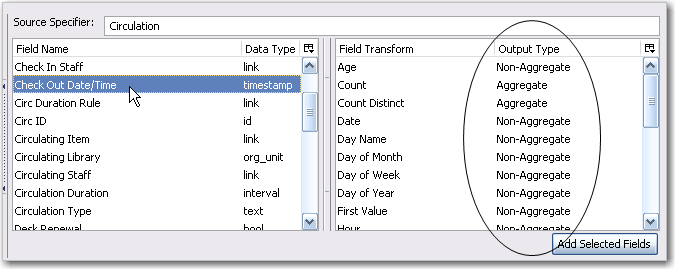 Source Specifier: Circulation
Field Name Data Type Field Transform Output Type
Check In Staff link Age Non-Aggregate
Check Out Date/Time timestamp Count Aggregate
Circ Duration Rule link Count Distinct Aggregate
Circ ID id Date Non-Aggregate
Circulating Item link Day Name Non-Aggregate
Circulating Library org_unit Day of Month Non-Aggregate
Circulating Staff link Day of Week Non-Aggregate
Circulation Duration interval Day of Year Non-Aggregate
Circulation Type text First Value Non-Aggregate
Desk Renewal bool Hour Non-Aggregate
Add Selected Fields